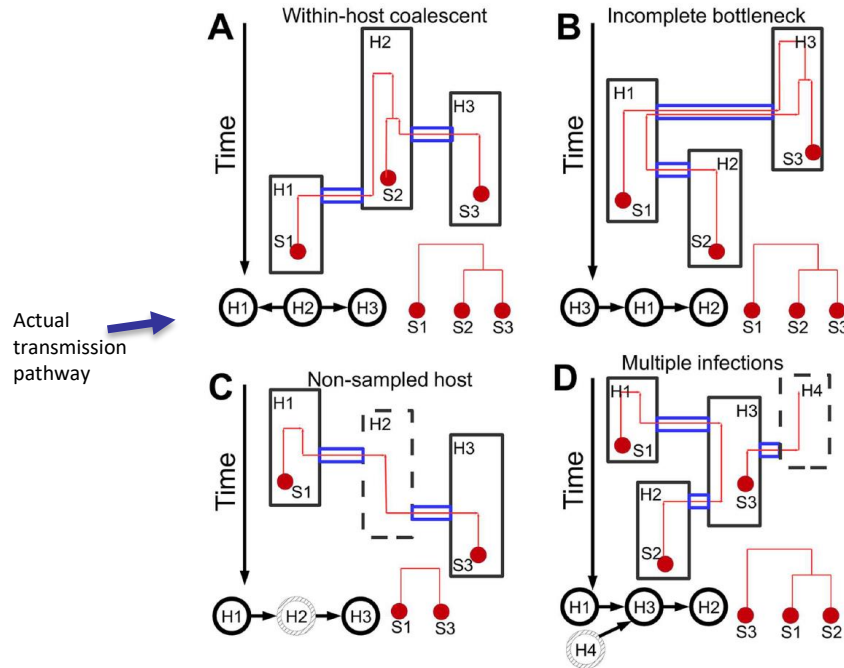 A
Within-host coalescent
Time
H2
H3
H1
S2
S3
S1
H1 H2 H3
S1 S2 S3
B
Incomplete bottleneck
Time
H3
H1
H2
S3
S1
S2
H3 H1 H2
S1 S2 S3
Actual
transmission
pathway
C
Non-sampled host
Time
H1
H2
H3
S1
S3
H1 H2 H3
S1 S3
D
Multiple infections
Time
H1
H4
H3
S1
H2
S3
S2
H1 H3 H2
H4
S3 S1 S2